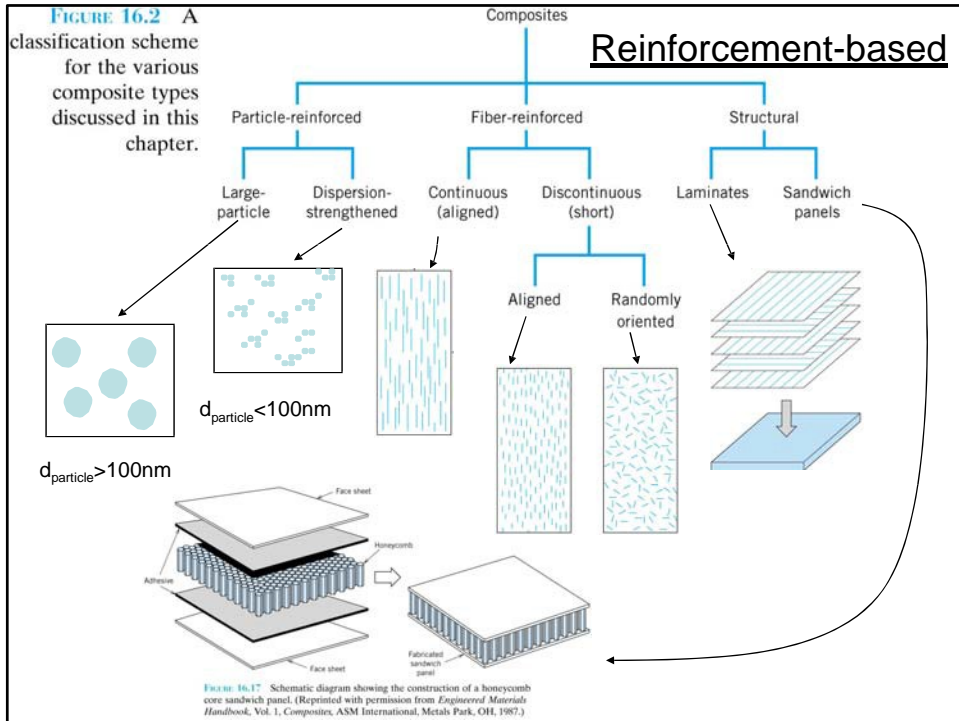 FIGURE 16.2 A
classification scheme
for the various
composite types
discussed in this
chapter.
Reinforcement-based
Composites
Particle-reinforced
Fiber-reinforced
Structural
Large-
particle
Dispersion-
strengthened
Continuous
(aligned)
Discontinuous
(short)
Laminates
Sandwich
panels
Aligned
Randomly
oriented
dparticle<100nm
dparticle>100nm
Face sheet
Honeycomb
Adhesive
Face sheet
Fabricated
sandwich
panel
FIGURE 16.17 Schematic diagram showing the construction of a honeycomb
core sandwich panel. (Reprinted with permission from Engineered Materials
Handbook, Vol. 1, Composites, ASM International, Metals Park, OH, 1987.)